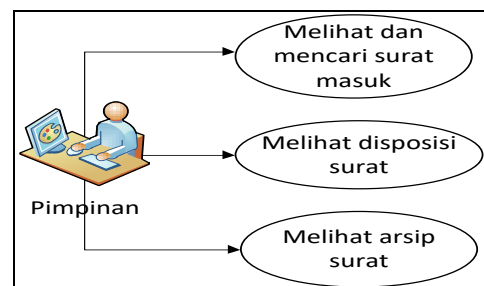 Melihat dan
mencari surat
masuk
Melihat disposisi
surat
Pimpinan
Melihat arsip
surat